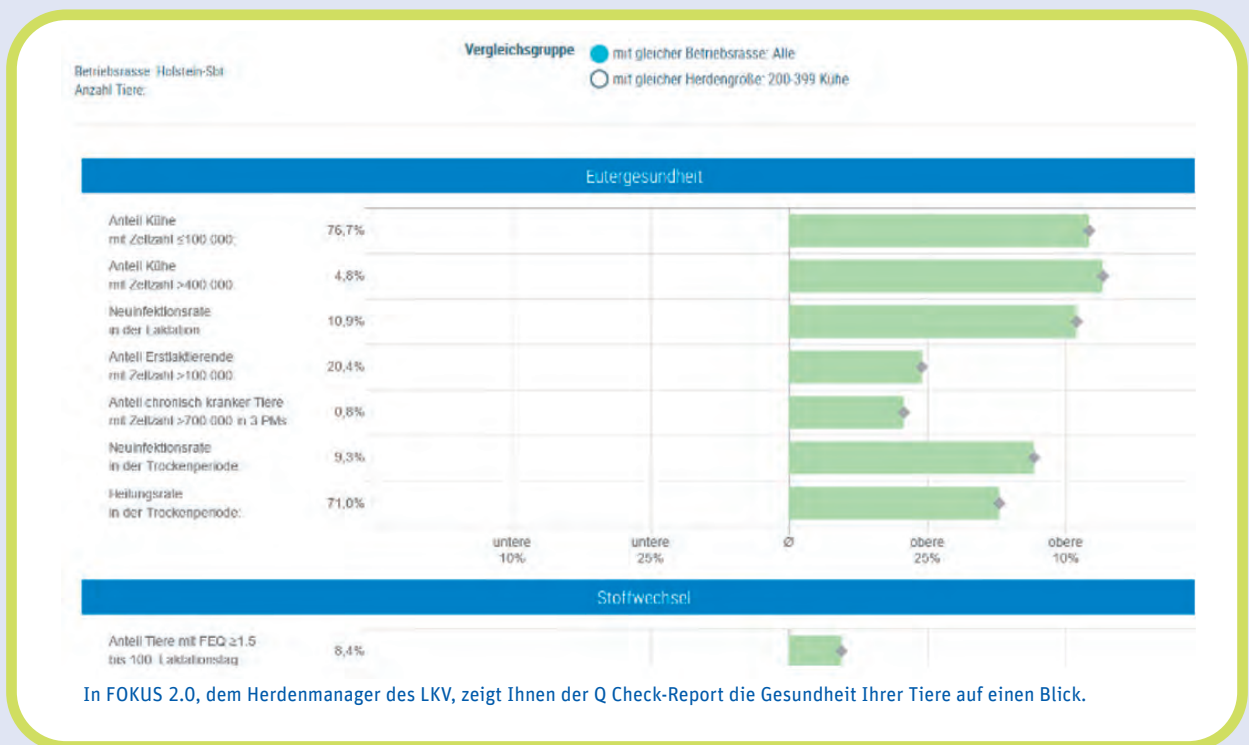 Vergleichsgruppe mit gleicher Betriebsrasse: Alle
Betriebsrasse: Holstein-Sbt
mit gleicher Herdengröße: 200-399 Kühe
Anzahl Tiere:
Eutergesundheit
Anteil Kühe
mit Zellzahl ≤100 000: 76,7%
Anteil Kühe
mit Zellzahl >400 000 4,8%
Neuinfektionsrate
in der Laktation 10,9%
Anteil Erstlaktierende
mit Zellzahl >100 000 20,4%
Anteil chronisch kranker Tiere
mit Zellzahl >700 000 in 3 PMs 0,8%
Neuinfektionsrate
in der Trockenperiode: 9,3%
Heilungsrate
in der Trockenperiode: 71,0%
untere untere Ø obere obere
10% 25% 25% 10%
Stoffwechsel
Anteil Tiere mit FEQ ≥1.5
bis 100. Laktationstag 8,4%
In FOKUS 2.0, dem Herdenmanager des LKV, zeigt Ihnen der Q Check-Report die Gesundheit Ihrer Tiere auf einen Blick.